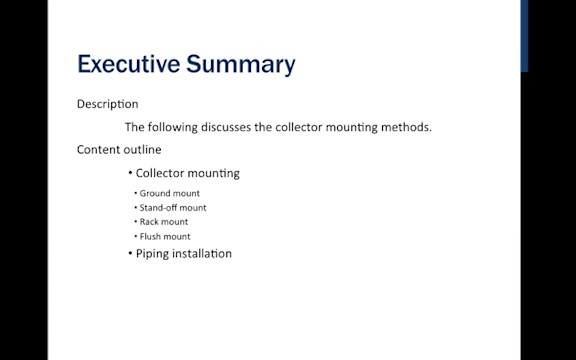 Executive Summary
Description
The following discusses the collector mounting methods.
Content outline
• Collector mounting
• Ground mount
• Stand-off mount
• Rack mount
• Flush mount
• Piping installation